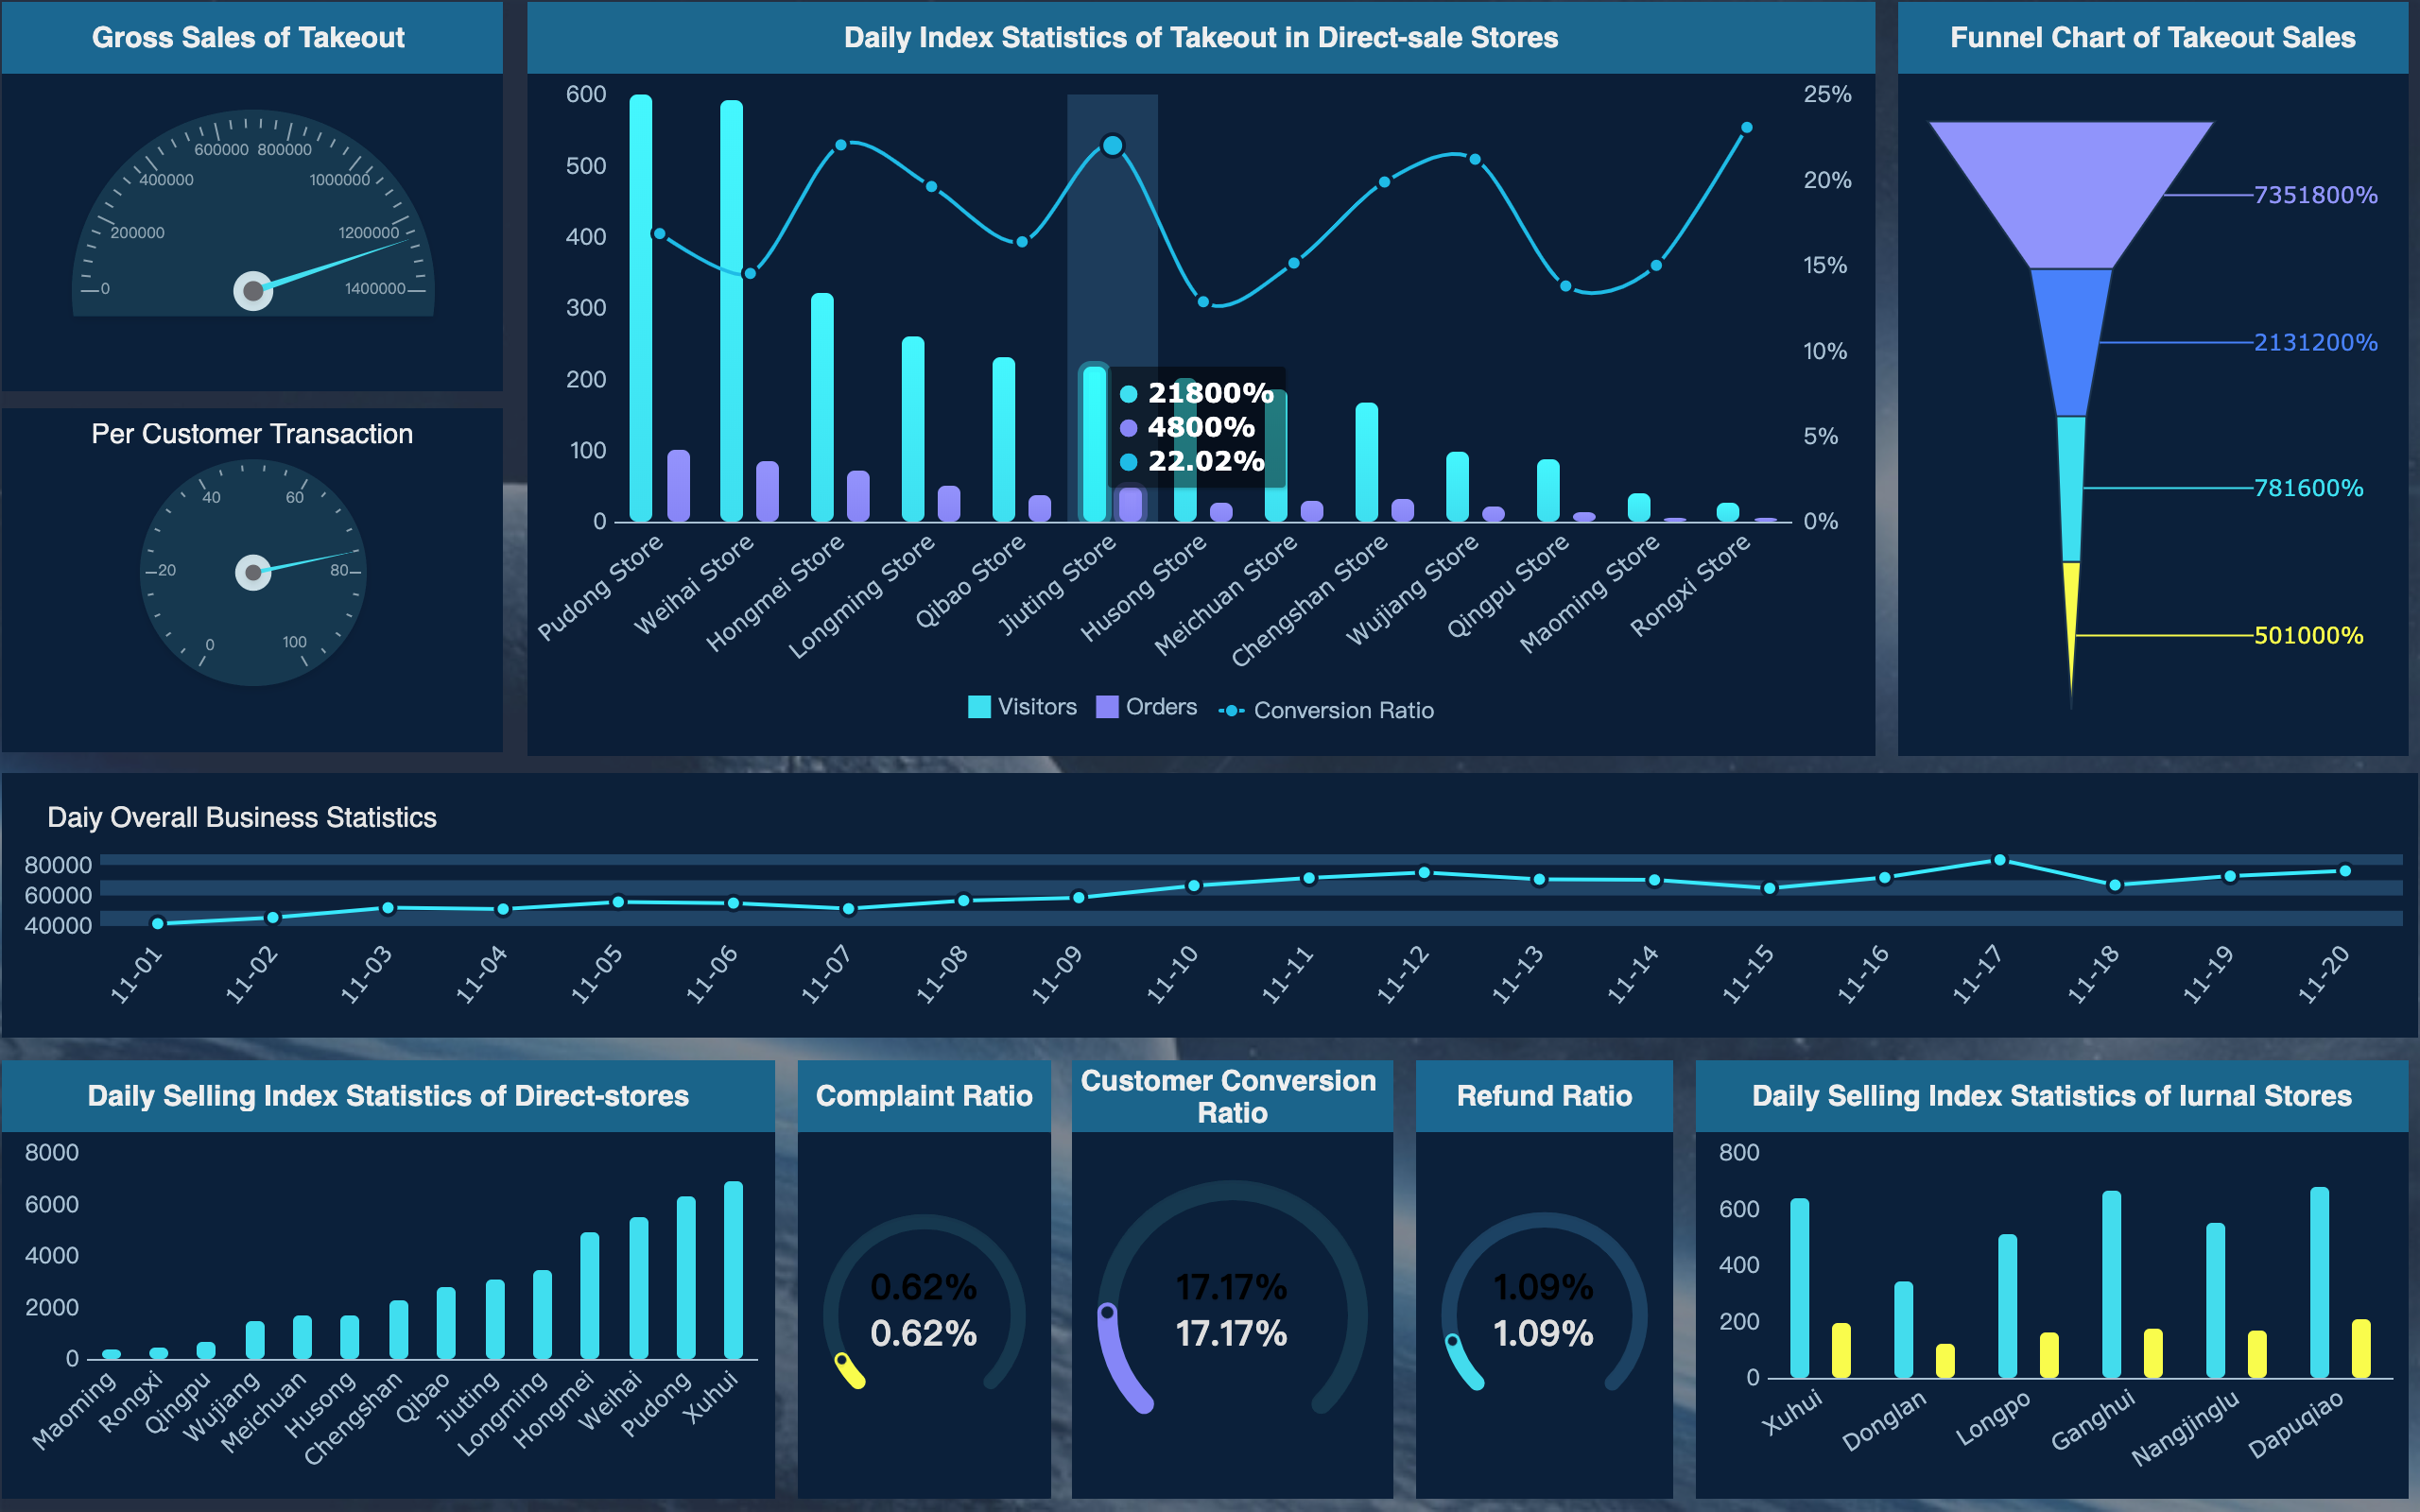 Gross Sales of Takeout
600000 800000
400000 1000000
200000 1200000
0 1400000
Per Customer Transaction
40 60
20 80
0 100
Daily Index Statistics of Takeout in Direct-sale Stores
600
500
400
300
200
100
0
25%
20%
15%
10%
5%
0%
21800%
4800%
22.02%
Pudong Store
Weihai Store
Hongmei Store
Longming Store
Qibao Store
Jiuting Store
Husong Store
Meichuan Store
Chengshan Store
Wujiang Store
Qingpu Store
Maoming Store
Rongxi Store
Visitors Orders Conversion Ratio
Funnel Chart of Takeout Sales
7351800%
2131200%
781600%
501000%
Daiy Overall Business Statistics
80000
60000
40000
11-01
11-02
11-03
11-04
11-05
11-06
11-07
11-08
11-09
11-10
11-11
11-12
11-13
11-14
11-15
11-16
11-17
11-18
11-19
11-20
Daily Selling Index Statistics of Direct-stores
8000
6000
4000
2000
0
Maoming
Rongxi
Qingpu
Wujiang
Meichuan
Husong
Chengshan
Qibao
Jiuting
Longming
Hongmei
Weihai
Pudong
Xuhui
Complaint Ratio
0.62%
0.62%
Customer Conversion
Ratio
17.17%
17.17%
Refund Ratio
1.09%
1.09%
Daily Selling Index Statistics of Iurnal Stores
800
600
400
200
0
Xuhui
Donglan
Longpo
Ganghui
Nangjinglu
Dapuqiao